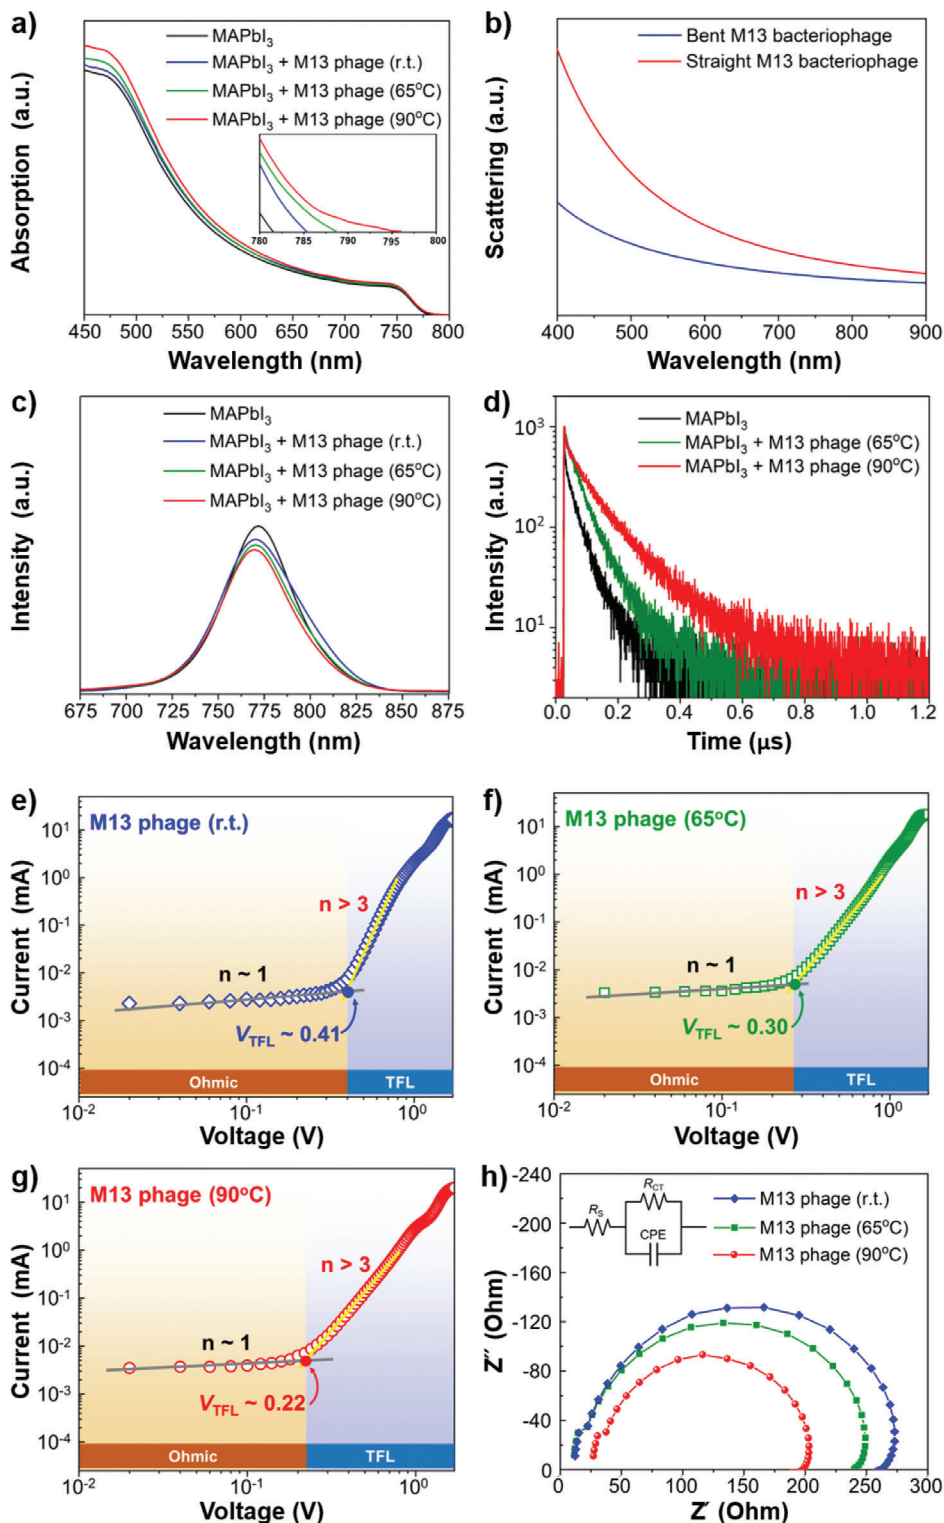 a)
MAPbI₃
MAPbI₃ + M13 phage (r.t.)
MAPbI₃ + M13 phage (65°C)
MAPbI₃ + M13 phage (90°C)
780 785 790 795 800
Absorption (a.u.)
450 500 550 600 650 700 750 800
Wavelength (nm)
b)
Bent M13 bacteriophage
Straight M13 bacteriophage
Scattering (a.u.)
400 500 600 700 800 900
Wavelength (nm)
c)
MAPbI₃
MAPbI₃ + M13 phage (r.t.)
MAPbI₃ + M13 phage (65°C)
MAPbI₃ + M13 phage (90°C)
Intensity (a.u.)
675 700 725 750 775 800 825 850 875
Wavelength (nm)
d)
MAPbI₃
MAPbI₃ + M13 phage (65°C)
MAPbI₃ + M13 phage (90°C)
10³
10²
10¹
Intensity (a.u.)
0.0 0.2 0.4 0.6 0.8 1.0 1.2
Time (μs)
e)
M13 phage (r.t.)
10¹
10⁰
10⁻¹
10⁻²
10⁻³
10⁻⁴
Current (mA)
n > 3
n ~ 1
V_TFL ~ 0.41
Ohmic TFL
10⁻² 10⁻¹ 10⁰
Voltage (V)
f)
M13 phage (65°C)
10¹
10⁰
10⁻¹
10⁻²
10⁻³
10⁻⁴
Current (mA)
n > 3
n ~ 1
V_TFL ~ 0.30
Ohmic TFL
10⁻² 10⁻¹ 10⁰
Voltage (V)
g)
M13 phage (90°C)
10¹
10⁰
10⁻¹
10⁻²
10⁻³
10⁻⁴
Current (mA)
n > 3
n ~ 1
V_TFL ~ 0.22
Ohmic TFL
10⁻² 10⁻¹ 10⁰
Voltage (V)
h)
R_CT
R_S
CPE
M13 phage (r.t.)
M13 phage (65°C)
M13 phage (90°C)
-240
-200
-160
-120
-80
-40
0
Z″ (Ohm)
0 50 100 150 200 250 300
Z′ (Ohm)